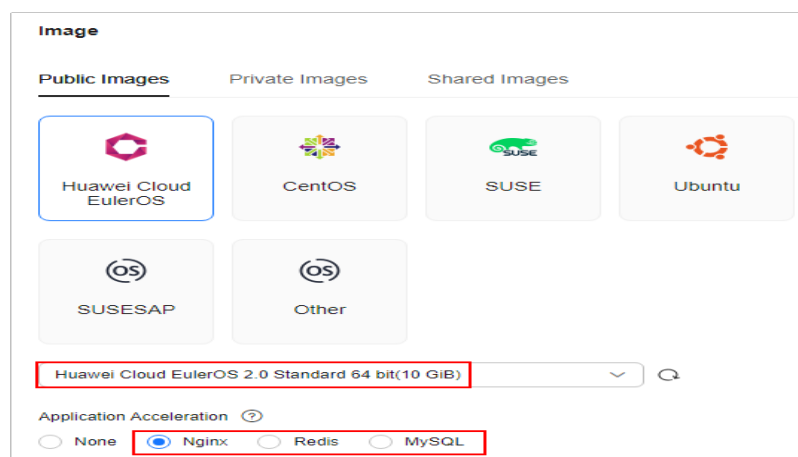 Image
Public Images Private Images Shared Images
Huawei Cloud
EulerOS
CentOS
SUSE
SUSE
Ubuntu
OS
SUSESAP
OS
Other
Huawei Cloud EulerOS 2.0 Standard 64 bit(10 GiB)
Application Acceleration ?
None Nginx Redis MySQL